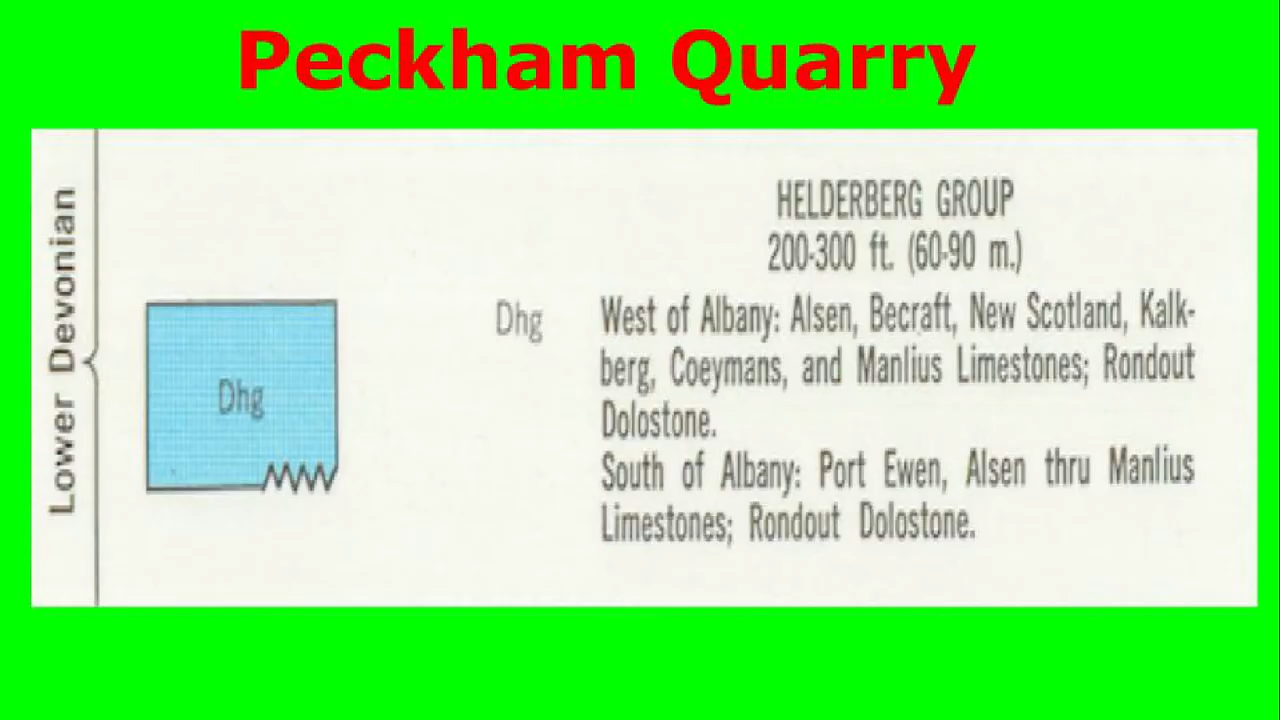 Peckham Quarry
Lower Devonian
HELDERBERG GROUP
200-300 ft. (60-90 m.)
Dhg
Dhg
West of Albany: Alsen, Becraft, New Scotland, Kalk-
berg, Coeymans, and Manlius Limestones; Rondout
Dolostone.
South of Albany: Port Ewen, Alsen thru Manlius
Limestones; Rondout Dolostone.